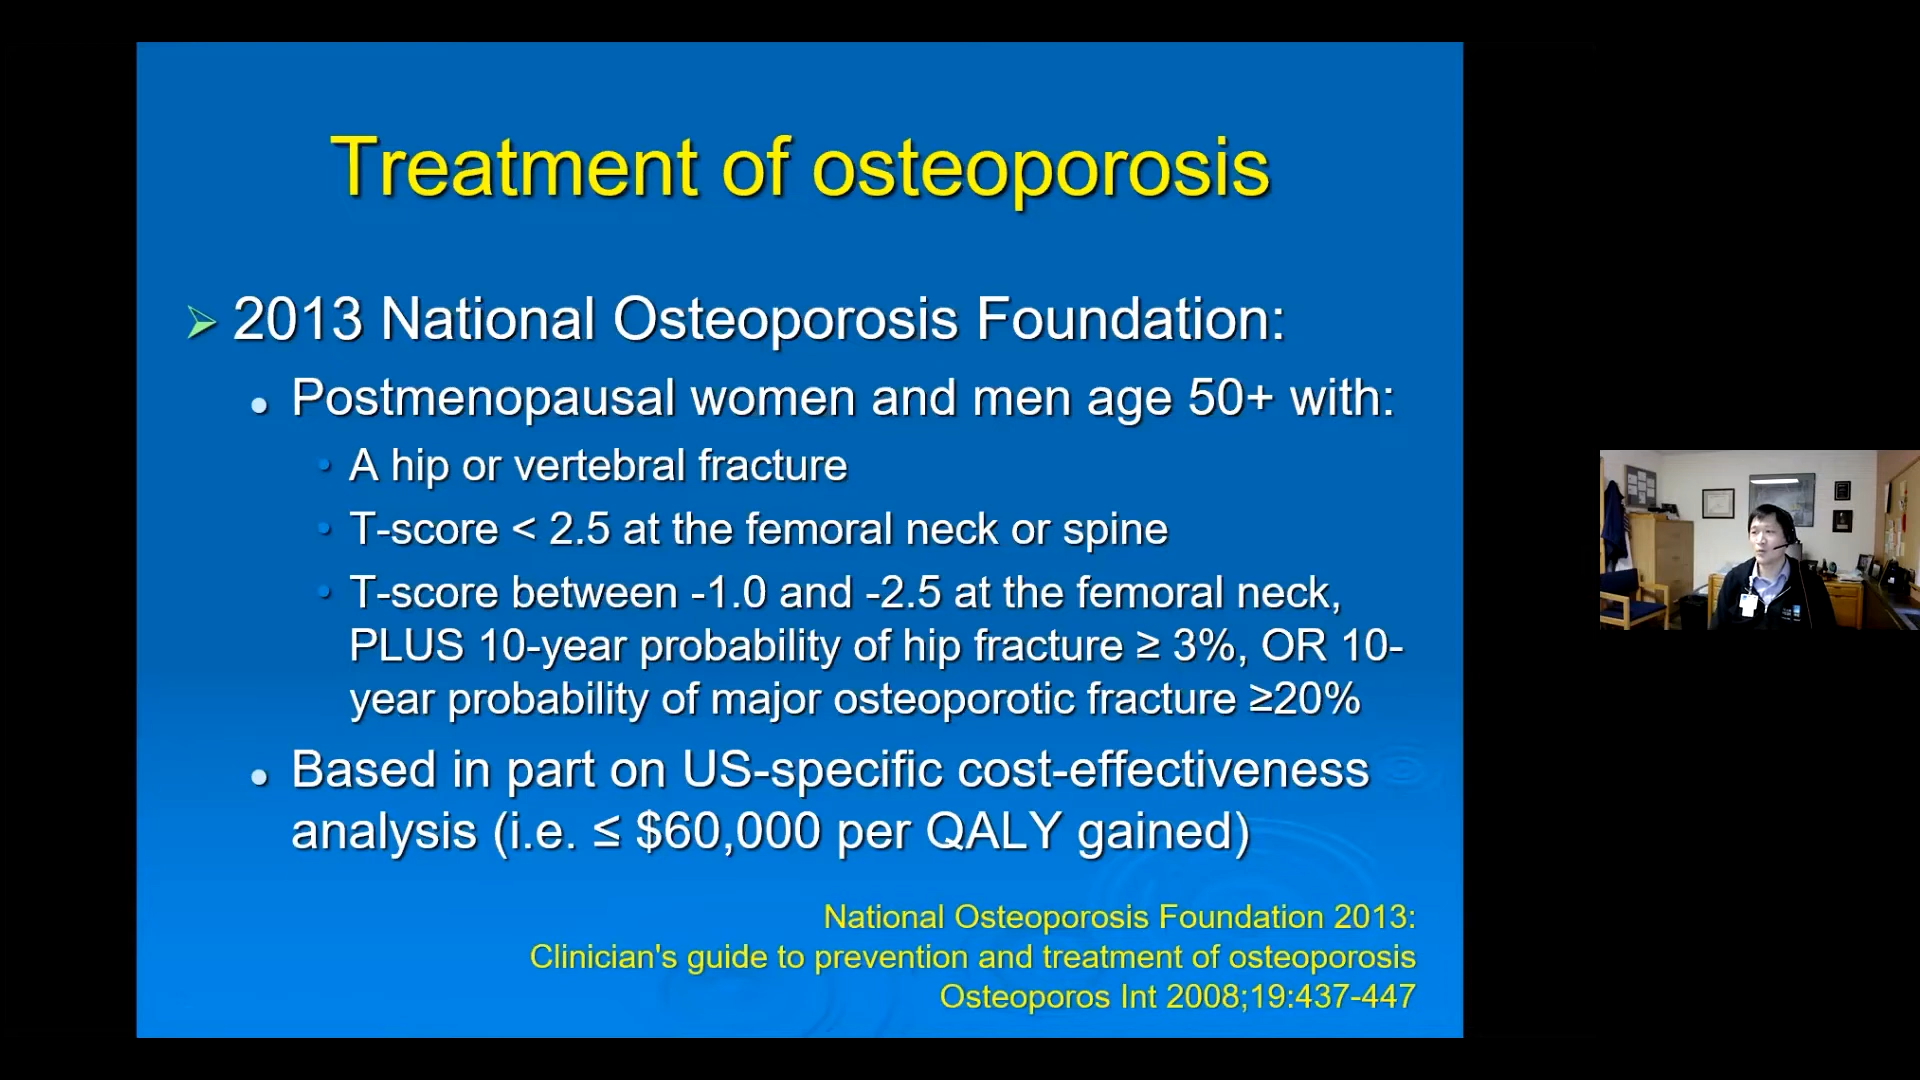 Treatment of osteoporosis
2013 National Osteoporosis Foundation:
Postmenopausal women and men age 50+ with:
A hip or vertebral fracture
T-score < 2.5 at the femoral neck or spine
T-score between -1.0 and -2.5 at the femoral neck,
PLUS 10-year probability of hip fracture ≥ 3%, OR 10-
year probability of major osteoporotic fracture ≥20%
Based in part on US-specific cost-effectiveness
analysis (i.e. ≤ $60,000 per QALY gained)
National Osteoporosis Foundation 2013:
Clinician's guide to prevention and treatment of osteoporosis
Osteoporos Int 2008;19:437-447